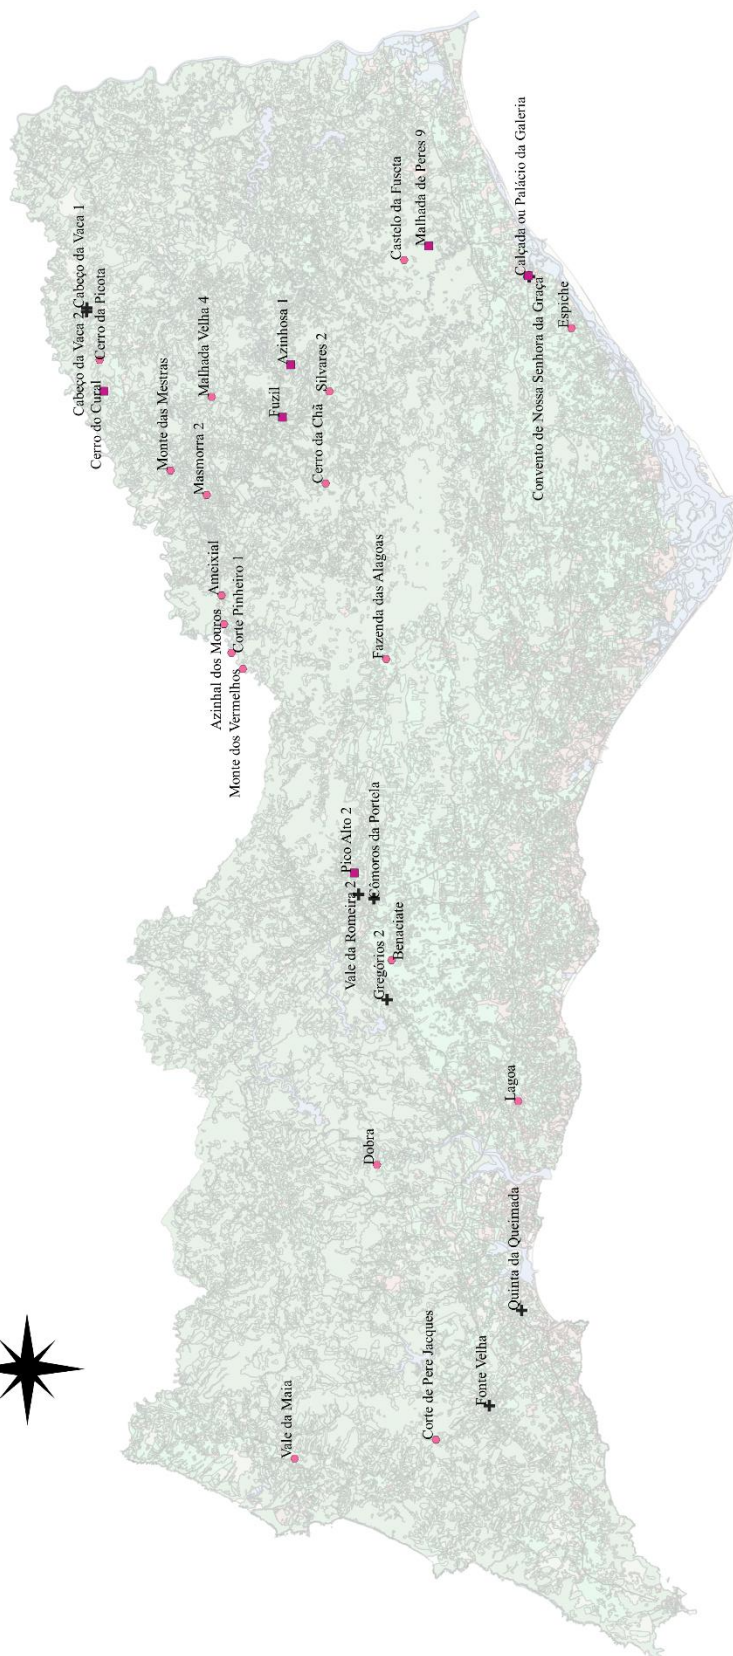 Cabeço da Vaca 2
Cabeço da Vaca 1
Cerro do Cural
Cerro da Picota
Monte das Mestras
Malhada Velha 4
Masmorra 2
Azinhosa 1
Fuzil
Silvares 2
Cerro da Chã
Castelo da Fuseta
Malhada de Peres 9
Calçada ou Palácio da Galeria
Convento de Nossa Senhora da Graça
Espiche
Ameixial
Azinhal dos Mouros
Corte Pinheiro 1
Monte dos Vermelhos
Fazenda das Alagoas
Pico Alto 2
Vale da Romeira 2
Cômoros da Portela
Gregórios 2
Benaciate
Lagoa
Dobra
Quinta da Queimada
Fonte Velha
Corte de Pere Jacques
Vale da Maia